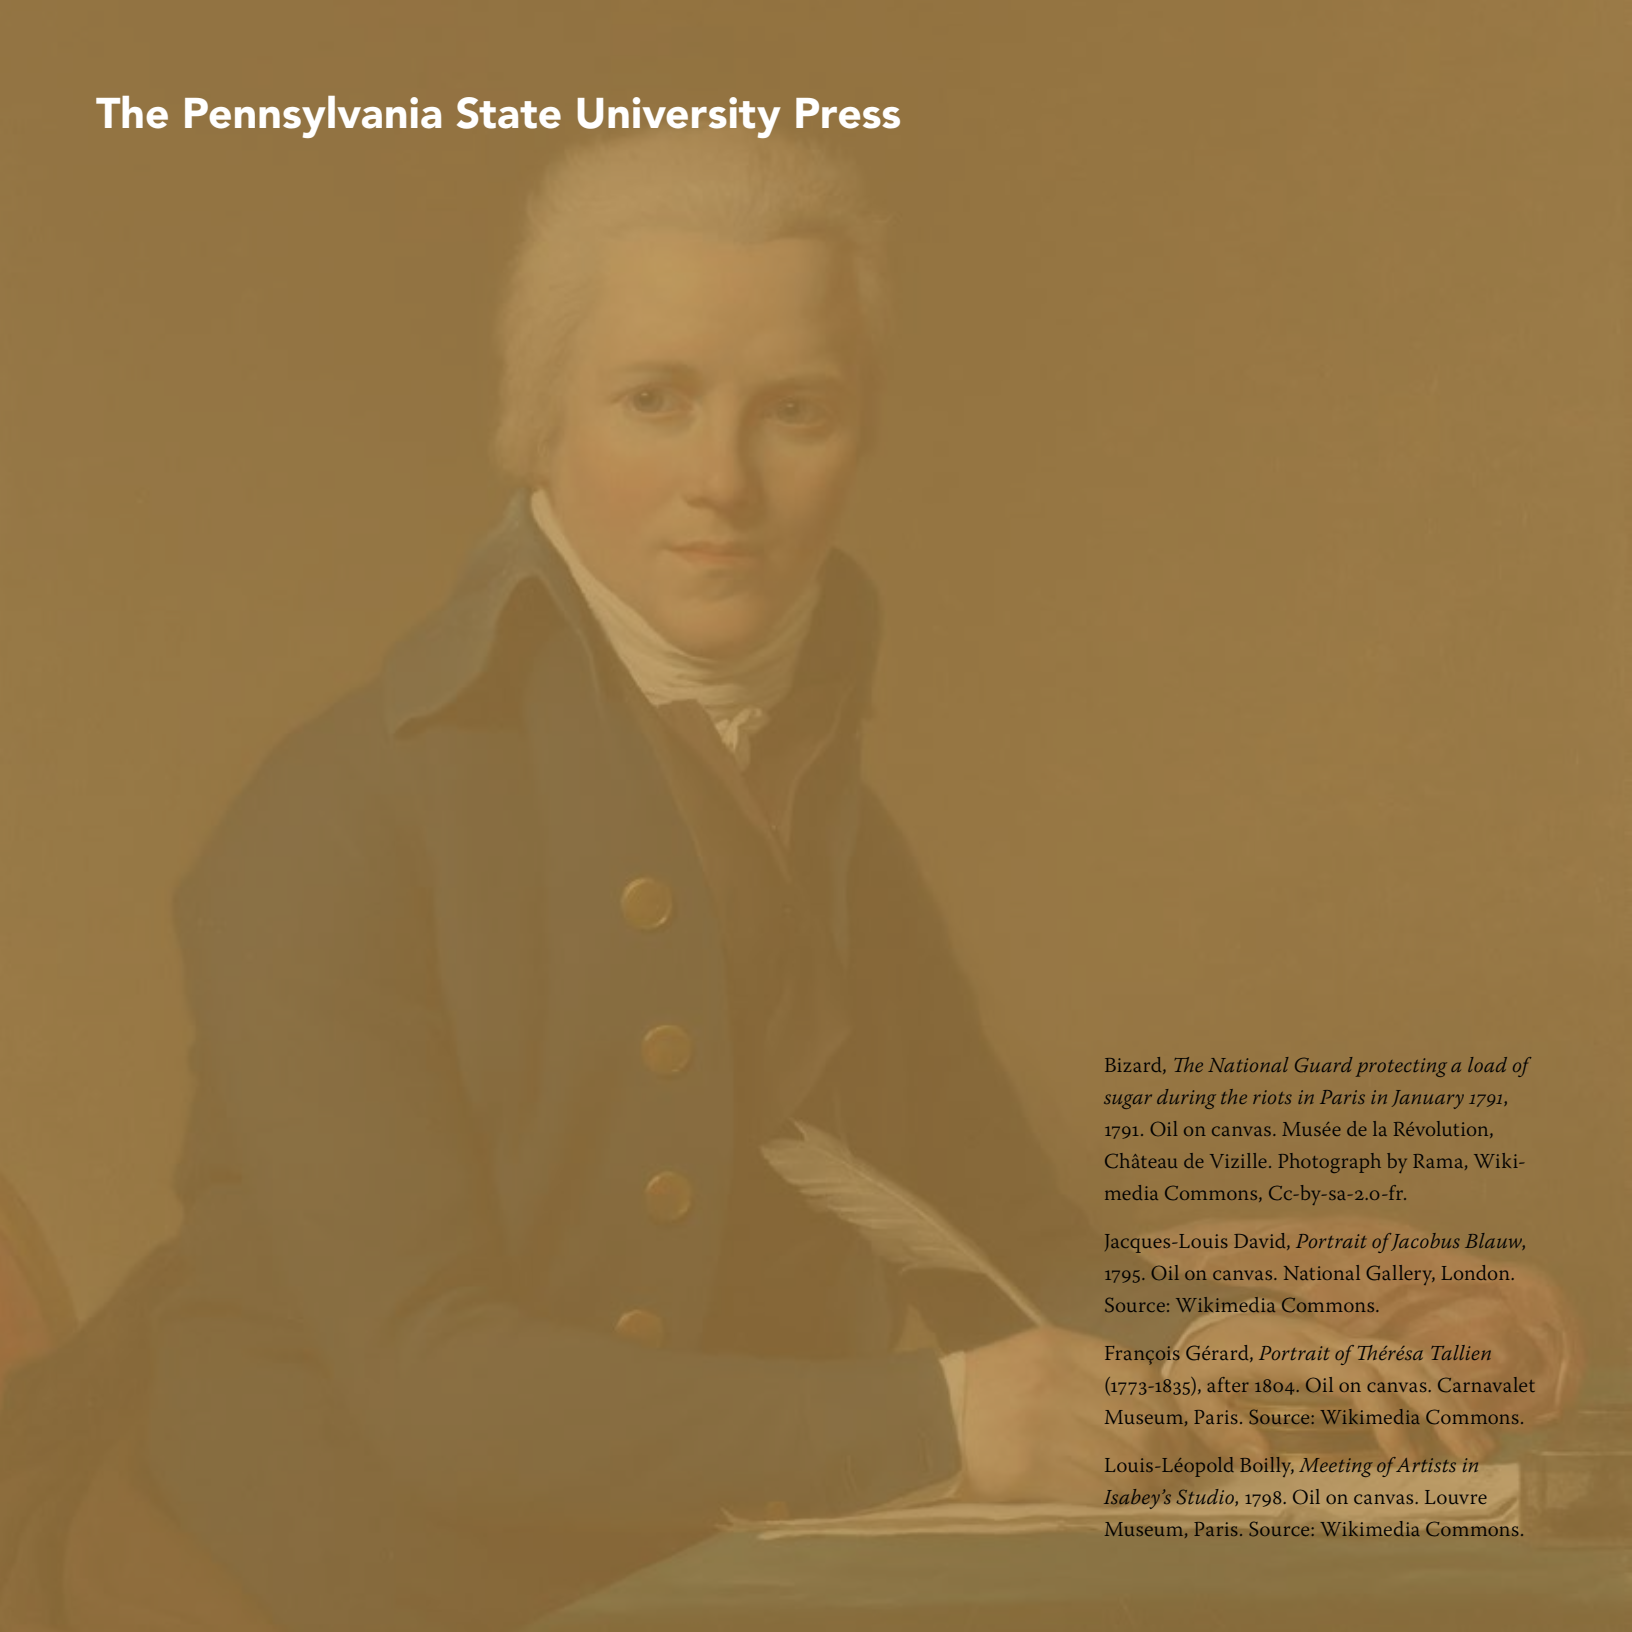 The Pennsylvania State University Press
Bizard, The National Guard protecting a load of
sugar during the riots in Paris in January 1791,
1791. Oil on canvas. Musée de la Révolution,
Château de Vizille. Photograph by Rama, Wiki-
media Commons, Cc-by-sa-2.0-fr.
Jacques-Louis David, Portrait of Jacobus Blauw,
1795. Oil on canvas. National Gallery, London.
Source: Wikimedia Commons.
François Gérard, Portrait of Thérésa Tallien
(1773-1835), after 1804. Oil on canvas. Carnavalet
Museum, Paris. Source: Wikimedia Commons.
Louis-Léopold Boilly, Meeting of Artists in
Isabey’s Studio, 1798. Oil on canvas. Louvre
Museum, Paris. Source: Wikimedia Commons.